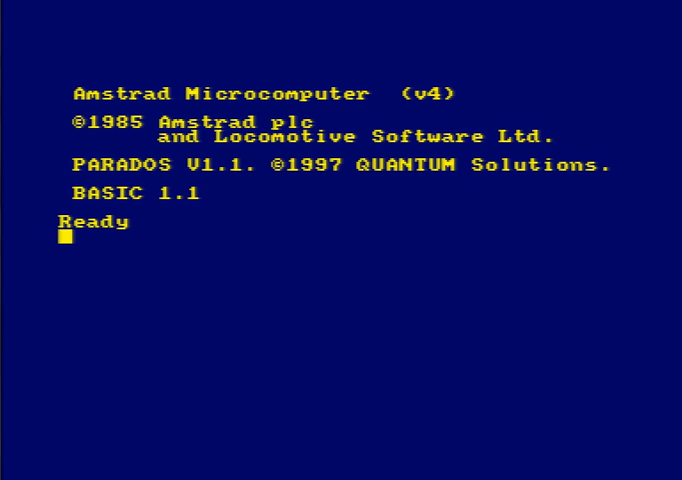 Amstrad Microcomputer (v4)
©1985 Amstrad plc
and Locomotive Software Ltd.
PARADOS V1.1. ©1997 QUANTUM Solutions.
BASIC 1.1
Ready